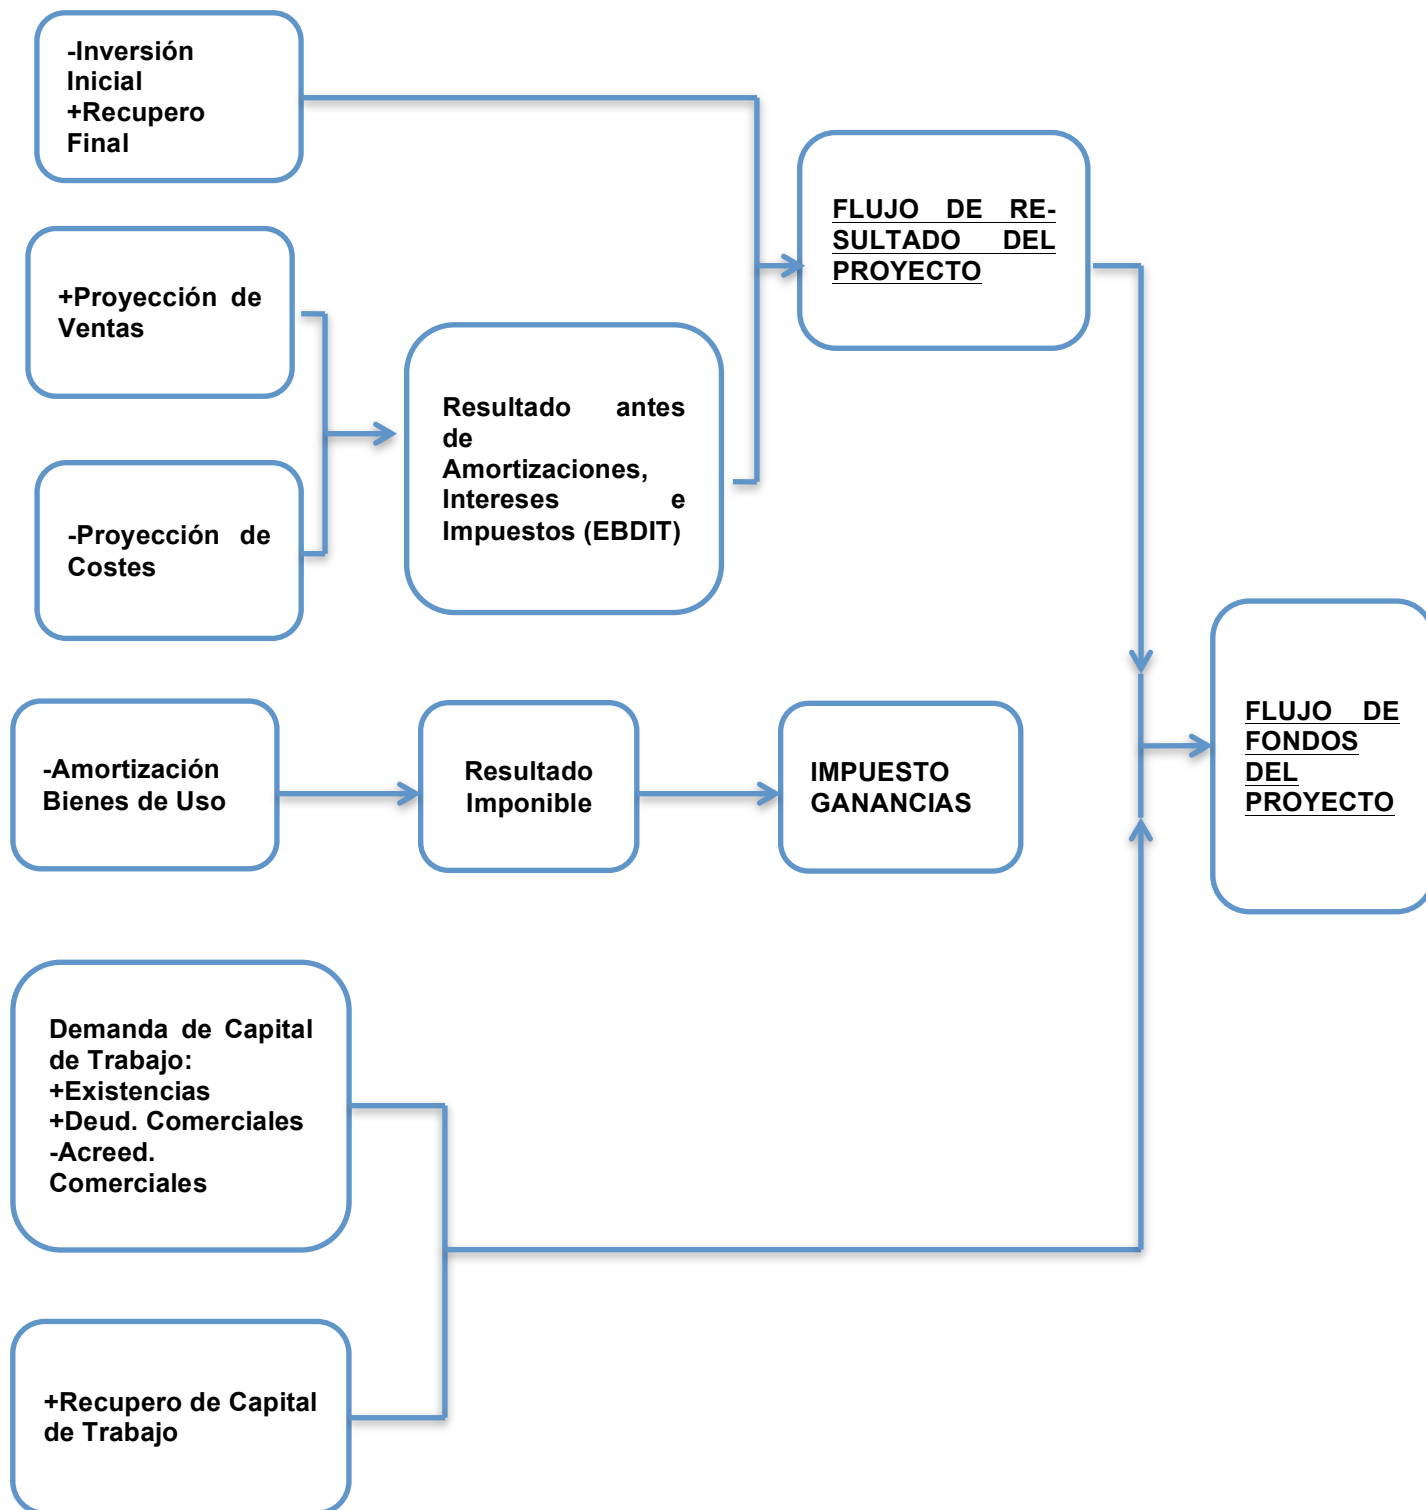 -Inversión
Inicial
+Recupero
Final
FLUJO DE RE-
SULTADO DEL
PROYECTO
+Proyección de
Ventas
Resultado antes
de
Amortizaciones,
Intereses e
Impuestos (EBDIT)
-Proyección de
Costes
-Amortización
Bienes de Uso
Resultado
Imponible
IMPUESTO
GANANCIAS
FLUJO DE
FONDOS
DEL
PROYECTO
Demanda de Capital
de Trabajo:
+Existencias
+Deud. Comerciales
-Acreed.
Comerciales
+Recupero de Capital
de Trabajo